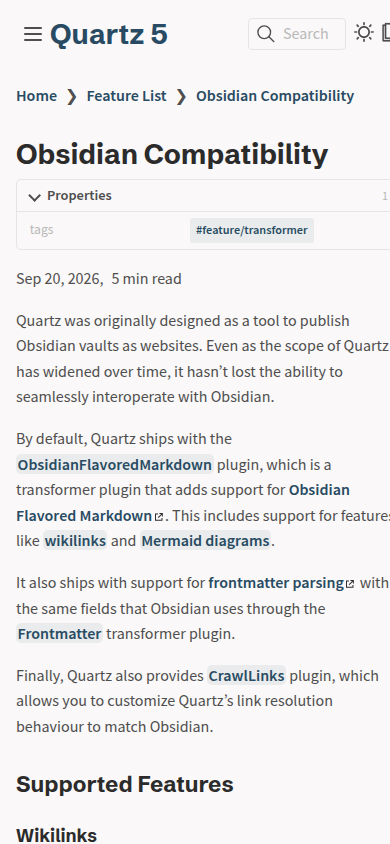 Quartz 5
Search
Home ❯ Feature List ❯ Obsidian Compatibility
Obsidian Compatibility
Properties 1
tags #feature/transformer
Sep 20, 2026, 5 min read
Quartz was originally designed as a tool to publish
Obsidian vaults as websites. Even as the scope of Quartz
has widened over time, it hasn’t lost the ability to
seamlessly interoperate with Obsidian.
By default, Quartz ships with the
ObsidianFlavoredMarkdown plugin, which is a
transformer plugin that adds support for Obsidian
Flavored Markdown. This includes support for features
like wikilinks and Mermaid diagrams.
It also ships with support for frontmatter parsing with
the same fields that Obsidian uses through the
Frontmatter transformer plugin.
Finally, Quartz also provides CrawlLinks plugin, which
allows you to customize Quartz’s link resolution
behaviour to match Obsidian.
Supported Features
Wikilinks